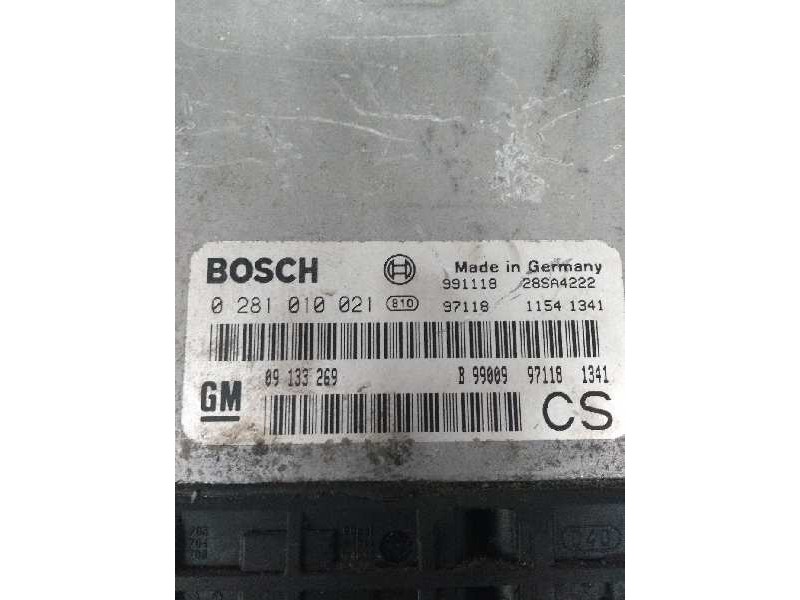 BOSCH Made in Germany
991118 28SA4222
0 281 010 021 810 97118 1154 1341
09 133 269 B 99009 97118 1341
GM CS